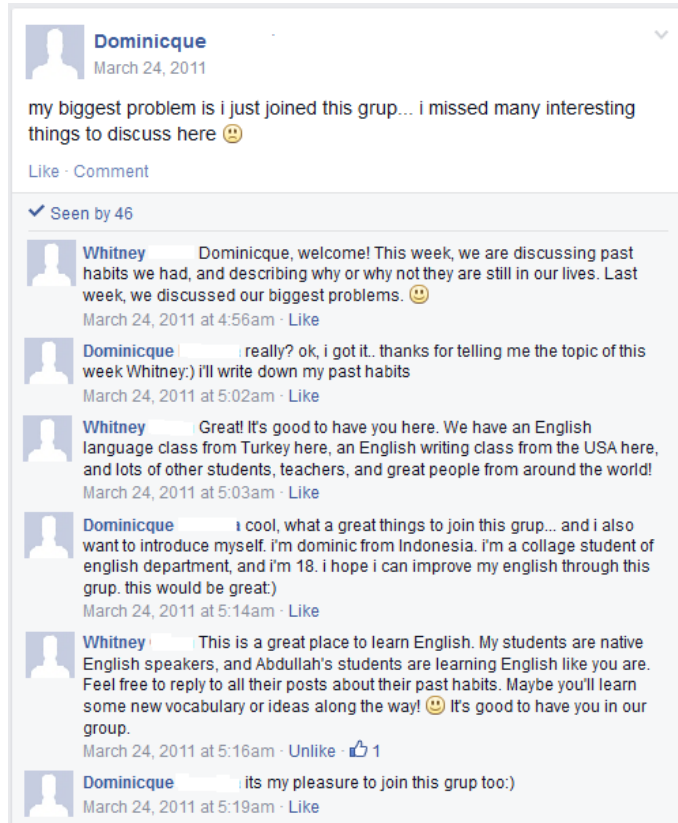 Dominicque
March 24, 2011
my biggest problem is i just joined this grup... i missed many interesting
things to discuss here
Like · Comment
Seen by 46
Whitney Dominicque, welcome! This week, we are discussing past
habits we had, and describing why or why not they are still in our lives. Last
week, we discussed our biggest problems.
March 24, 2011 at 4:56am · Like
Dominicque really? ok, i got it.. thanks for telling me the topic of this
week Whitney:) i'll write down my past habits
March 24, 2011 at 5:02am · Like
Whitney Great! It's good to have you here. We have an English
language class from Turkey here, an English writing class from the USA here,
and lots of other students, teachers, and great people from around the world!
March 24, 2011 at 5:03am · Like
Dominicque cool, what a great things to join this grup... and i also
want to introduce myself. i'm dominic from Indonesia. i'm a collage student of
english department, and i'm 18. i hope i can improve my english through this
grup. this would be great:)
March 24, 2011 at 5:14am · Like
Whitney This is a great place to learn English. My students are native
English speakers, and Abdullah's students are learning English like you are.
Feel free to reply to all their posts about their past habits. Maybe you'll learn
some new vocabulary or ideas along the way! It's good to have you in our
group.
March 24, 2011 at 5:16am · Unlike · 1
Dominicque its my pleasure to join this grup too:)
March 24, 2011 at 5:19am · Like